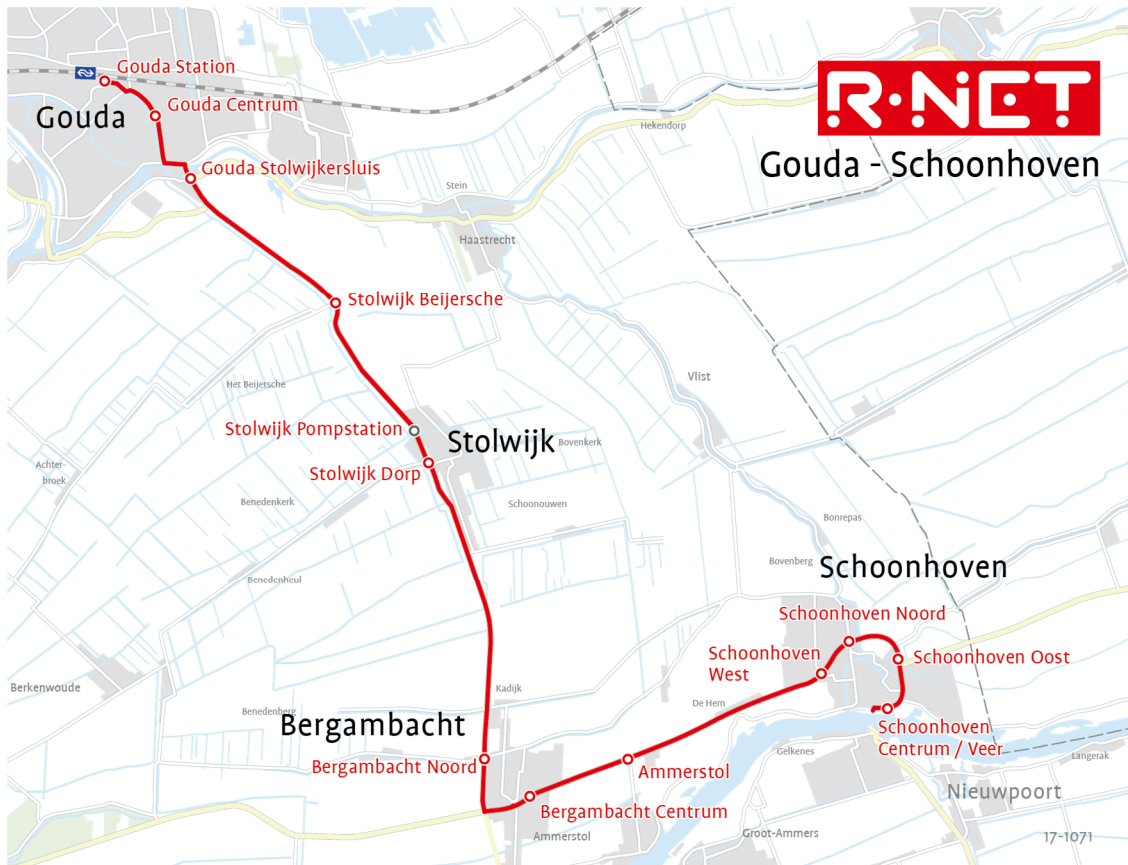 Gouda Station
R·NET
Gouda
Gouda Centrum
Hekendorp
Gouda - Schoonhoven
Gouda Stolwijkersluis
Stein
Haastrecht
Stolwijk Beijersche
Vlist
Het Beijersche
Stolwijk Pompstation
Stolwijk
Bovenkerk
Achter-
broek
Stolwijk Dorp
Benedenkerk
Schoonouwen
Bonrepas
Bovenberg
Benedenheul
Schoonhoven
Schoonhoven Noord
Schoonhoven
West
Schoonhoven Oost
Berkenwoude
Kadijk
De Hem
Benedenberg
Bergambacht
Schoonhoven
Centrum / Veer
Gelkenes
Langerak
Bergambacht Noord
Ammerstol
Nieuwpoort
Bergambacht Centrum
Ammerstol
Groot-Ammers
17-1071